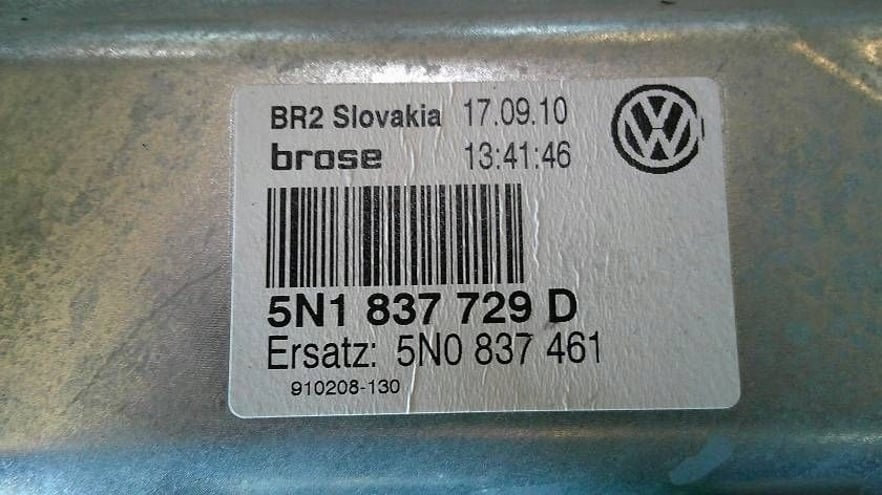 BR2 Slovakia 17.09.10
brose 13:41:46
5N1 837 729 D
Ersatz: 5N0 837 461
910208-130